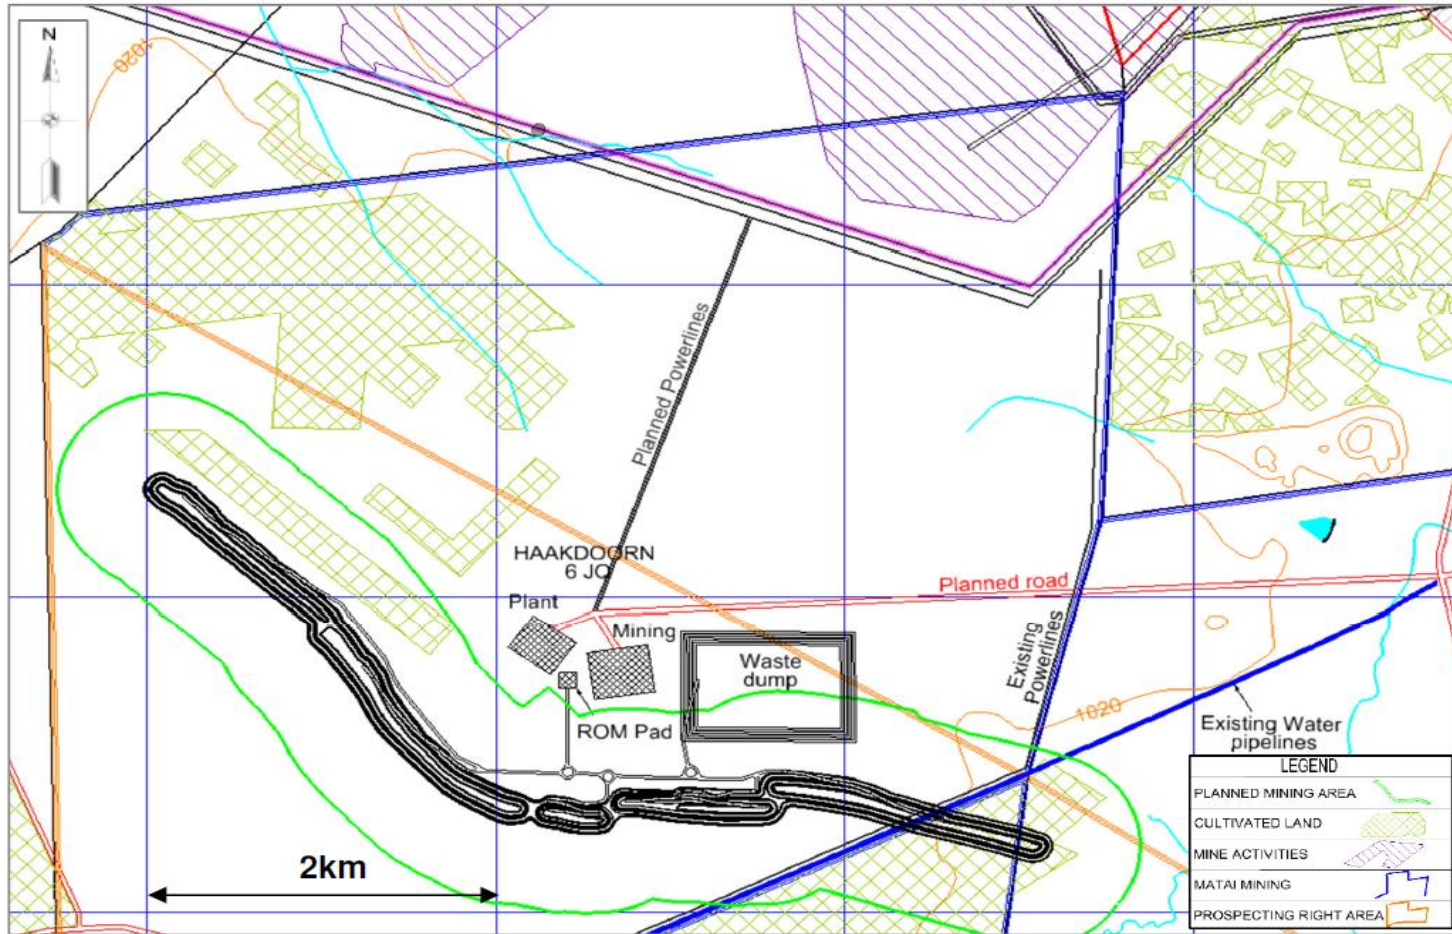 N
1020
Planned Powerlines
HAAKDOORN
6 JQ
Plant
Mining
Planned road
Waste
dump
Existing
Powerlines
ROM Pad
1020
Existing Water
pipelines
2km
LEGEND
PLANNED MINING AREA
CULTIVATED LAND
MINE ACTIVITIES
MATAI MINING
PROSPECTING RIGHT AREA